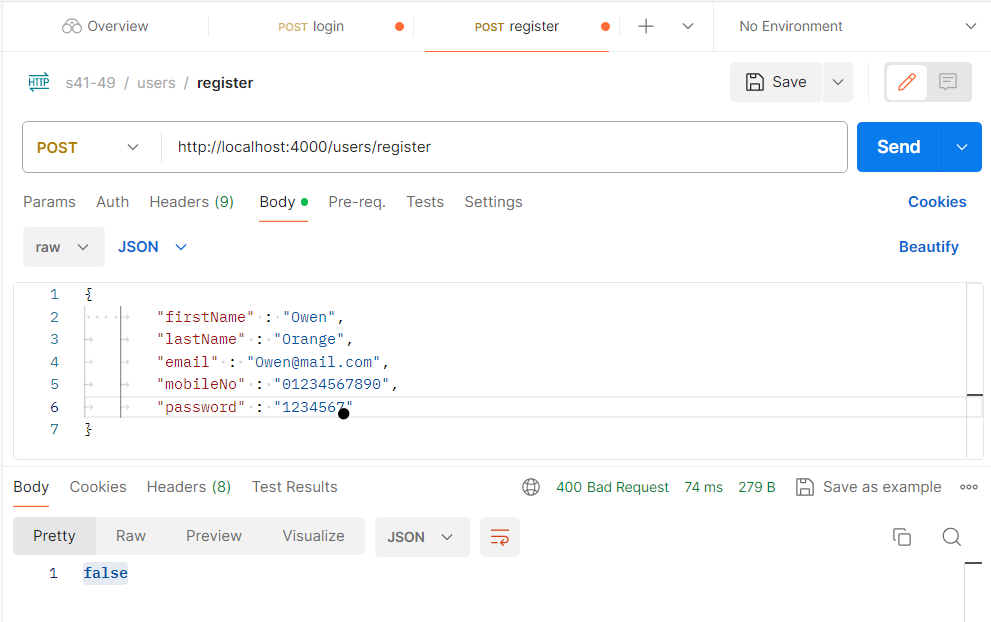 Overview POST login POST register No Environment
HTTP s41-49 / users / register Save
POST http://localhost:4000/users/register Send
Params Auth Headers (9) Body Pre-req. Tests Settings Cookies
raw JSON Beautify
1 {
2 "firstName" : "Owen",
3 "lastName" : "Orange",
4 "email" : "Owen@mail.com",
5 "mobileNo" : "01234567890",
6 "password" : "1234567"
7 }
Body Cookies Headers (8) Test Results 400 Bad Request 74 ms 279 B Save as example
Pretty Raw Preview Visualize JSON
1 false